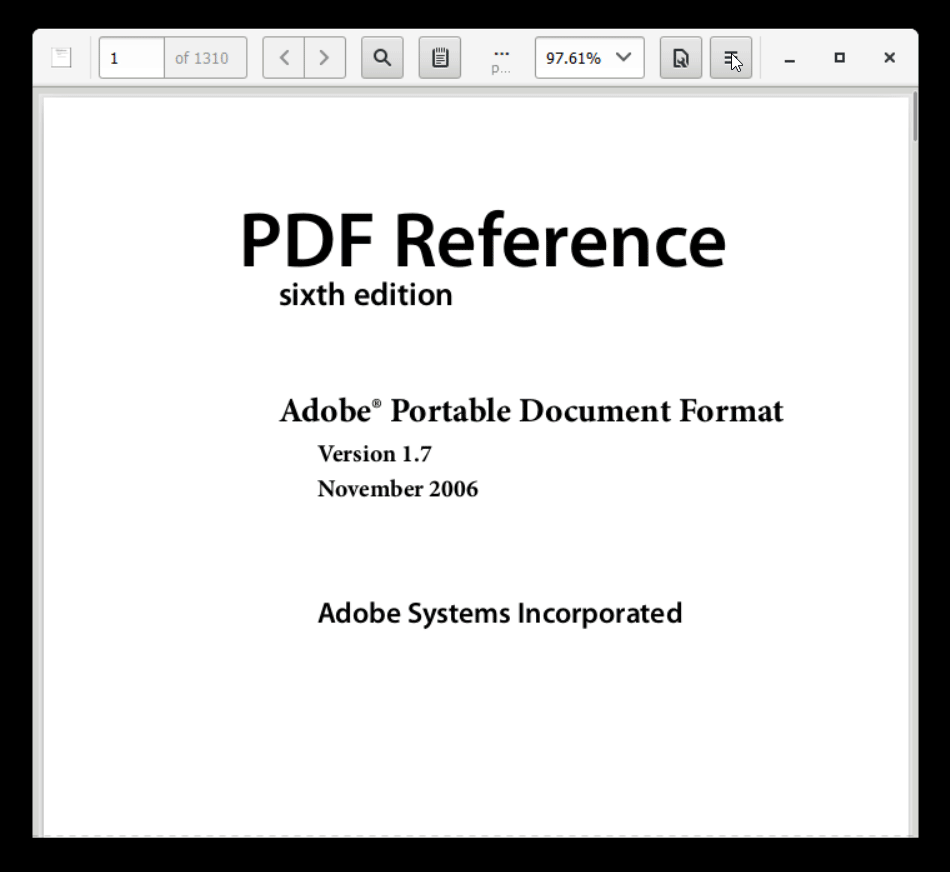 1 of 1310 ... p... 97.61%
PDF Reference
sixth edition
Adobe® Portable Document Format
Version 1.7
November 2006
Adobe Systems Incorporated